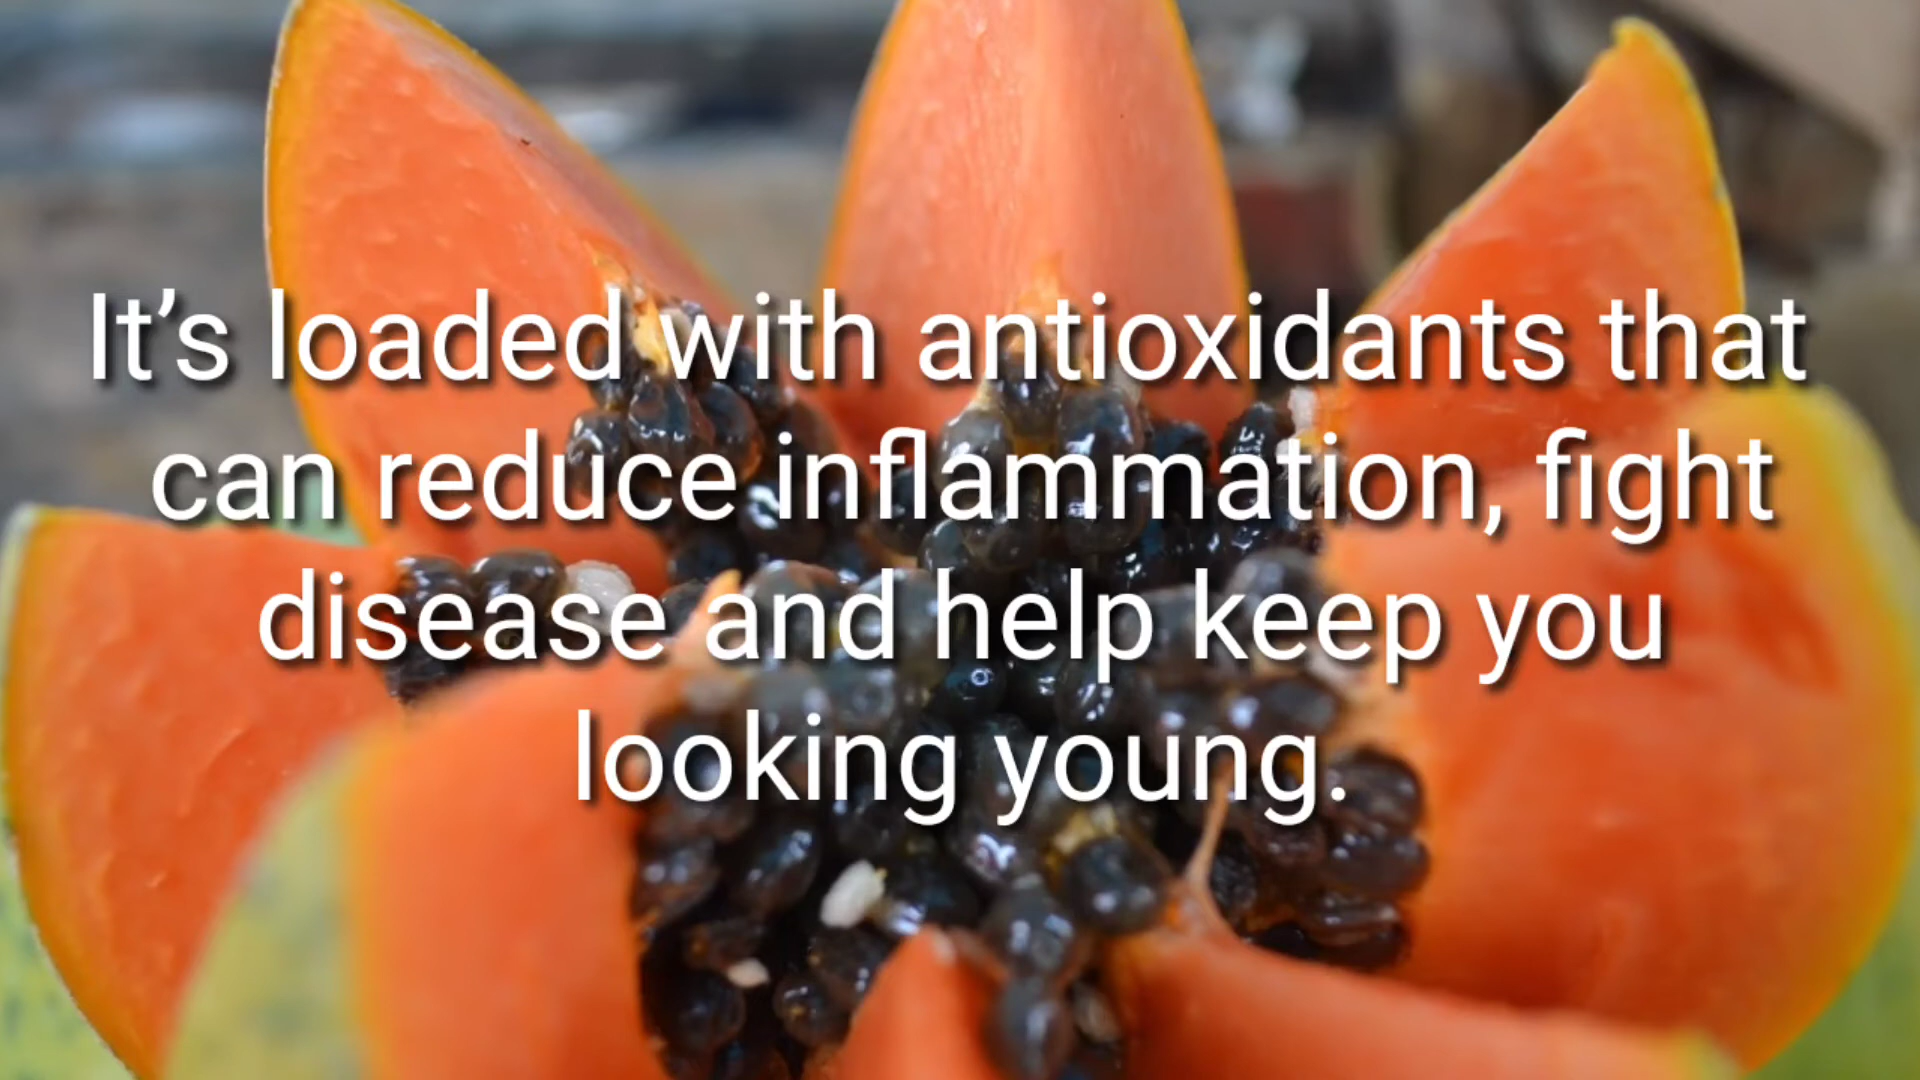 It’s loaded with antioxidants that
can reduce inflammation, fight
disease and help keep you
looking young.